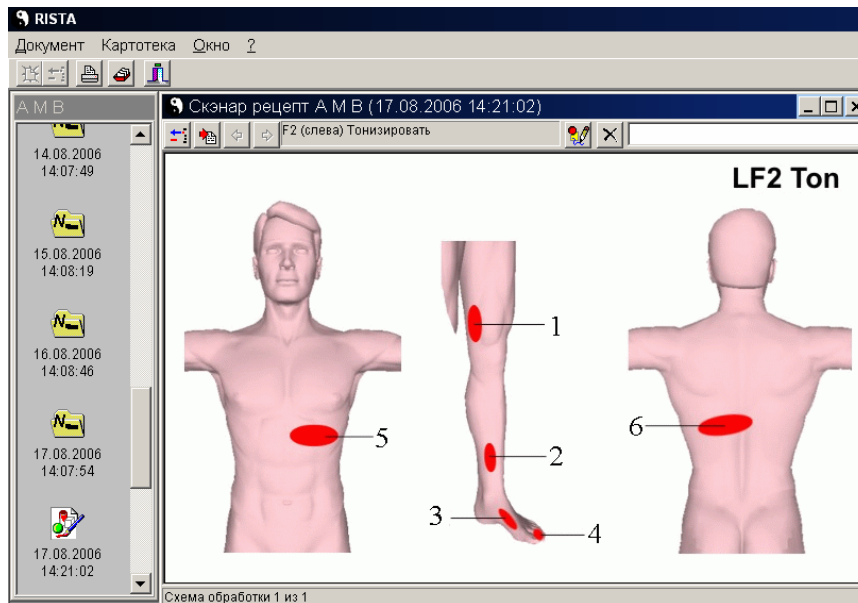 RISTA
Документ Картотека Окно ?
А М В
Скэнар рецепт А М В (17.08.2006 14:21:02)
F2 (слева) Тонизировать
14.08.2006
14:07:49
15.08.2006
14:08:19
16.08.2006
14:08:46
17.08.2006
14:07:54
17.08.2006
14:21:02
LF2 Ton
1
2
3
4
5
6
Схема обработки 1 из 1